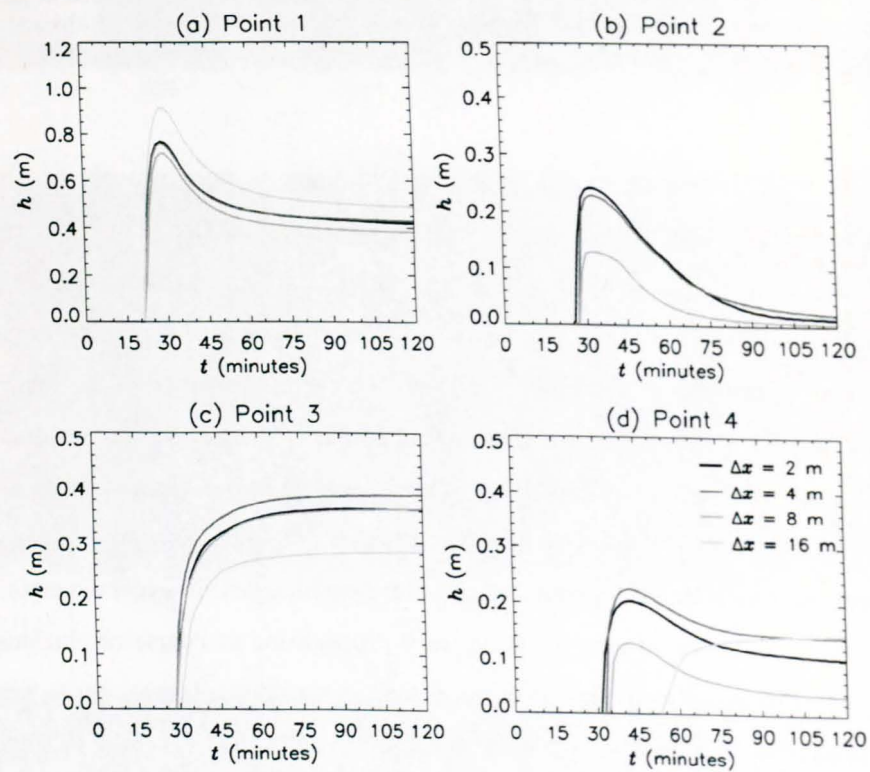 (a) Point 1
1.2
1.0
0.8
0.6
0.4
0.2
0.0
h (m)
0 15 30 45 60 75 90 105 120
t (minutes)
(b) Point 2
0.5
0.4
0.3
0.2
0.1
0.0
h (m)
0 15 30 45 60 75 90 105 120
t (minutes)
(c) Point 3
0.5
0.4
0.3
0.2
0.1
0.0
h (m)
0 15 30 45 60 75 90 105 120
t (minutes)
(d) Point 4
0.5
0.4
0.3
0.2
0.1
0.0
h (m)
0 15 30 45 60 75 90 105 120
t (minutes)
Δx = 2 m
Δx = 4 m
Δx = 8 m
Δx = 16 m